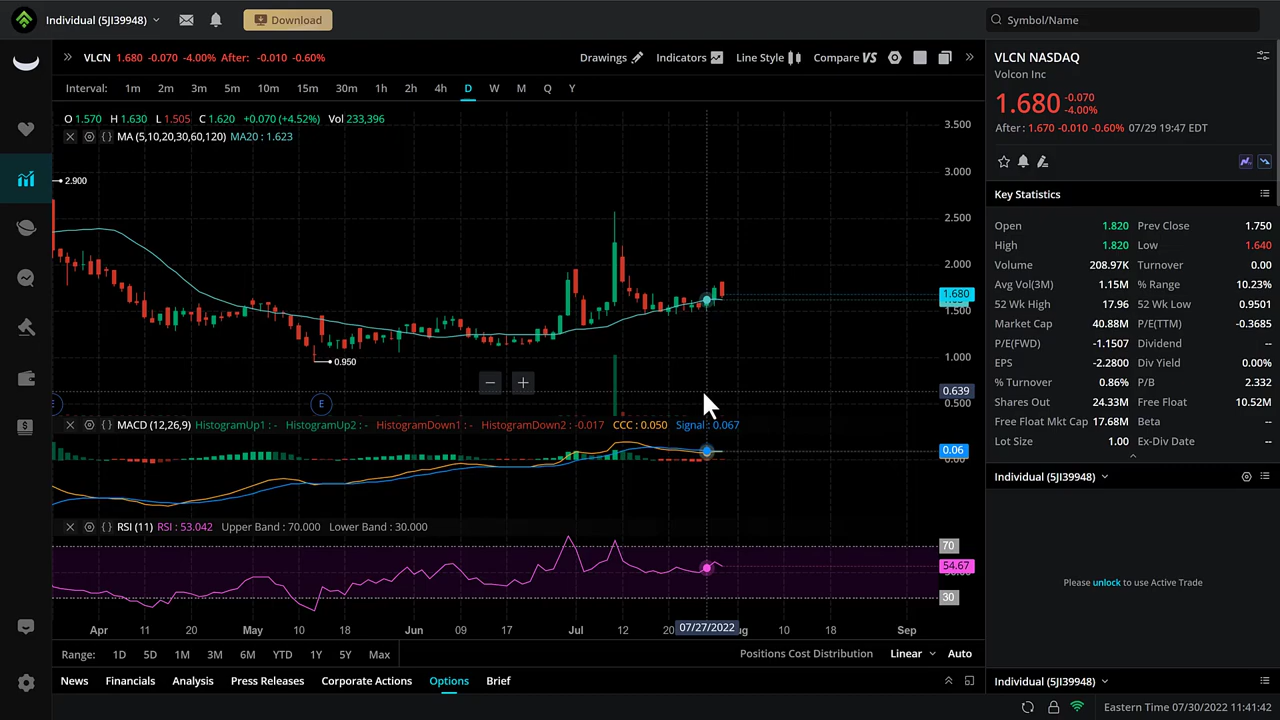 Individual (5JI39948)
Download
Symbol/Name
VLCN 1.680 -0.070 -4.00% After: -0.010 -0.60%
Drawings
Indicators
Line Style
Compare VS
Interval: 1m 2m 3m 5m 10m 15m 30m 1h 2h 4h D W M Q Y
O 1.570 H 1.630 L 1.505 C 1.620 +0.070 (+4.52%) Vol 233,396
MA (5,10,20,30,60,120) MA20 : 1.623
2.900
0.950
3.500
3.000
2.500
2.000
1.680
1.500
1.000
0.639
0.500
E
E
MACD (12,26,9) HistogramUp1 : - HistogramUp2 : - HistogramDown1 : - HistogramDown2 : -0.017 CCC : 0.050 Signal : 0.067
0.06
0.00
RSI (11) RSI : 53.042 Upper Band : 70.000 Lower Band : 30.000
70
54.67
30
Apr 11 20 May 10 18 Jun 09 17 Jul 12 20 07/27/2022 ug 10 18 Sep
Range: 1D 5D 1M 3M 6M YTD 1Y 5Y Max
Positions Cost Distribution Linear Auto
News Financials Analysis Press Releases Corporate Actions Options Brief
VLCN NASDAQ
Volcon Inc
1.680 -0.070
-4.00%
After : 1.670 -0.010 -0.60% 07/29 19:47 EDT
Key Statistics
Open 1.820 Prev Close 1.750
High 1.820 Low 1.640
Volume 208.97K Turnover 0.00
Avg Vol(3M) 1.15M % Range 10.23%
52 Wk High 17.96 52 Wk Low 0.9501
Market Cap 40.88M P/E(TTM) -0.3685
P/E(FWD) -1.1507 Dividend --
EPS -2.2800 Div Yield 0.00%
% Turnover 0.86% P/B 2.332
Shares Out 24.33M Free Float 10.52M
Free Float Mkt Cap 17.68M Beta --
Lot Size 1.00 Ex-Div Date --
Individual (5JI39948)
Please unlock to use Active Trade
Individual (5JI39948)
Eastern Time 07/30/2022 11:41:42